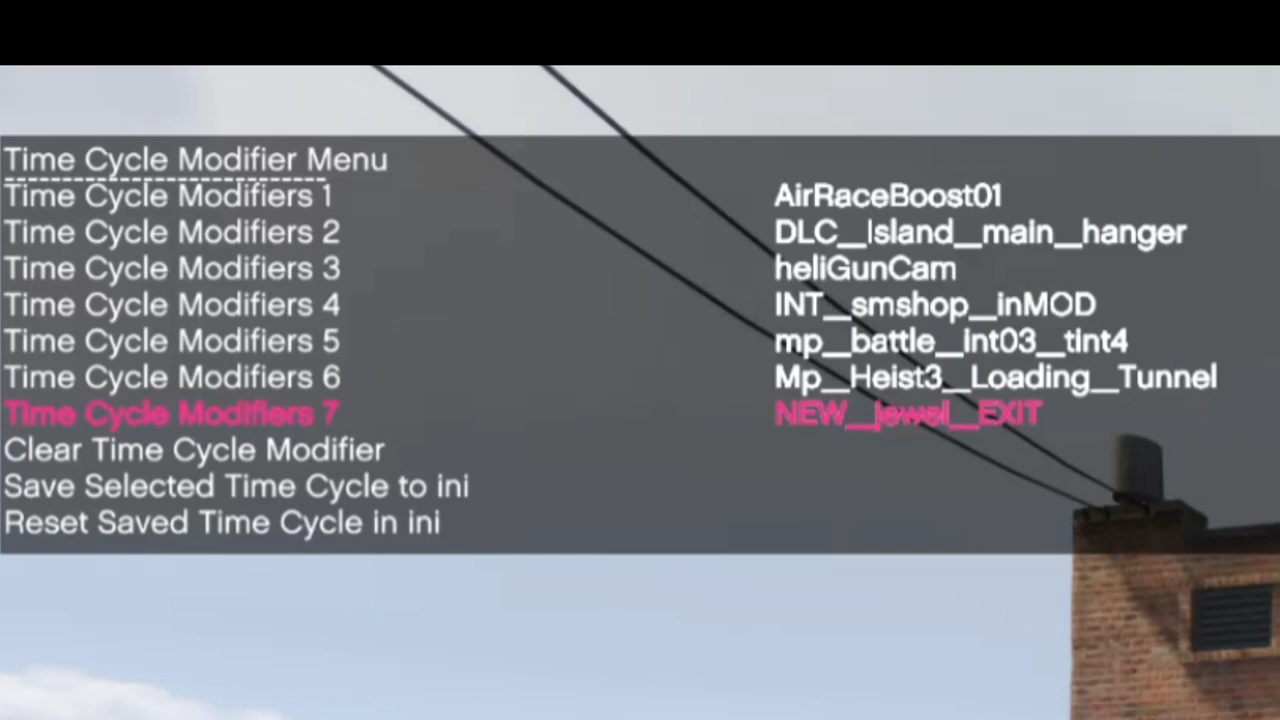 Time Cycle Modifier Menu
----------------------------
Time Cycle Modifiers 1 AirRaceBoost01
Time Cycle Modifiers 2 DLC_Island_main_hanger
Time Cycle Modifiers 3 heliGunCam
Time Cycle Modifiers 4 INT_smshop_inMOD
Time Cycle Modifiers 5 mp_battle_int03_tint4
Time Cycle Modifiers 6 Mp_Heist3_Loading_Tunnel
Time Cycle Modifiers 7 NEW_jewel_EXIT
Clear Time Cycle Modifier
Save Selected Time Cycle to ini
Reset Saved Time Cycle in ini